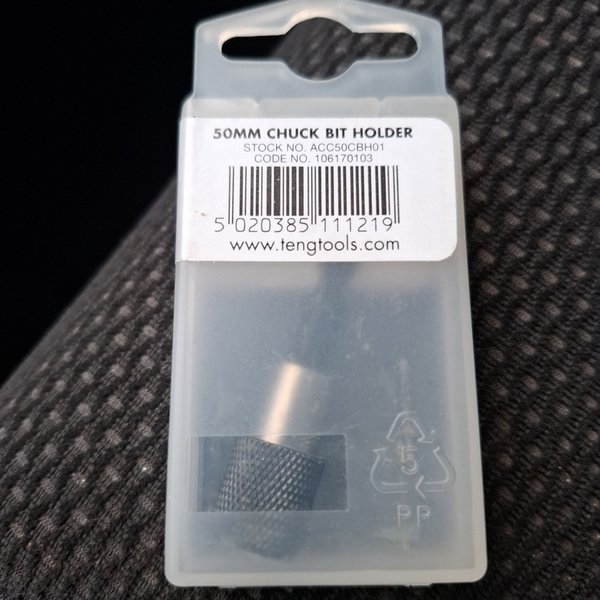 50MM CHUCK BIT HOLDER
STOCK NO. ACC50CBH01
CODE NO. 106170103
5 020385 111219
www.tengtools.com
5
PP